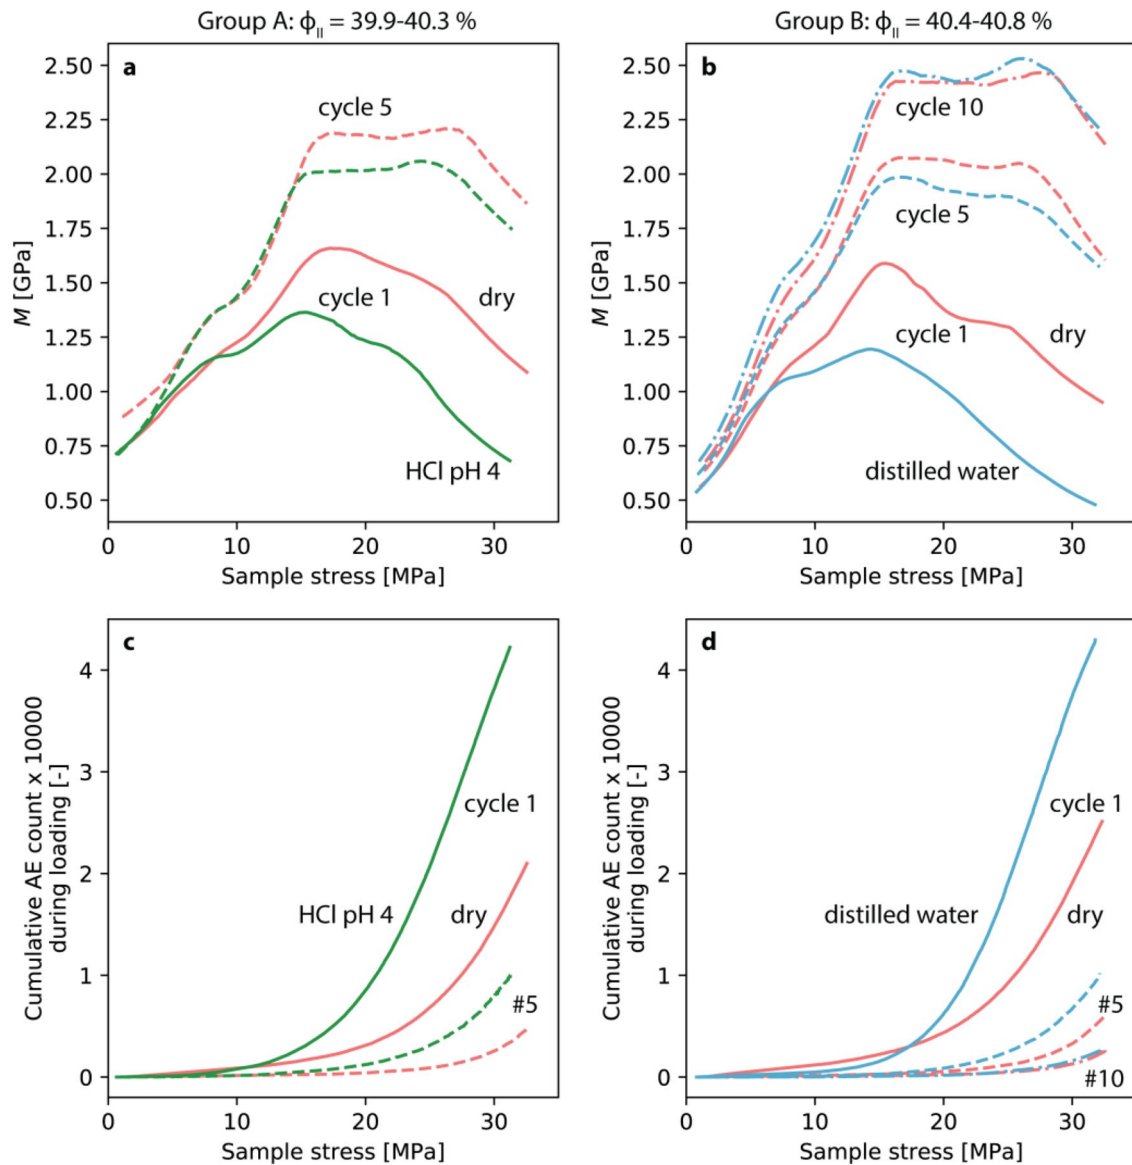 Group A: ϕII = 39.9-40.3 %
Group B: ϕII = 40.4-40.8 %
a
2.50
2.25
2.00
1.75
1.50
1.25
1.00
0.75
0.50
M [GPa]
cycle 5
cycle 1
dry
HCl pH 4
0
10
20
30
Sample stress [MPa]
b
2.50
2.25
2.00
1.75
1.50
1.25
1.00
0.75
0.50
M [GPa]
cycle 10
cycle 5
cycle 1
dry
distilled water
0
10
20
30
Sample stress [MPa]
c
4
3
2
1
0
Cumulative AE count x 10000
during loading [-]
cycle 1
HCl pH 4
dry
#5
0
10
20
30
Sample stress [MPa]
d
4
3
2
1
0
Cumulative AE count x 10000
during loading [-]
cycle 1
distilled water
dry
#5
#10
0
10
20
30
Sample stress [MPa]